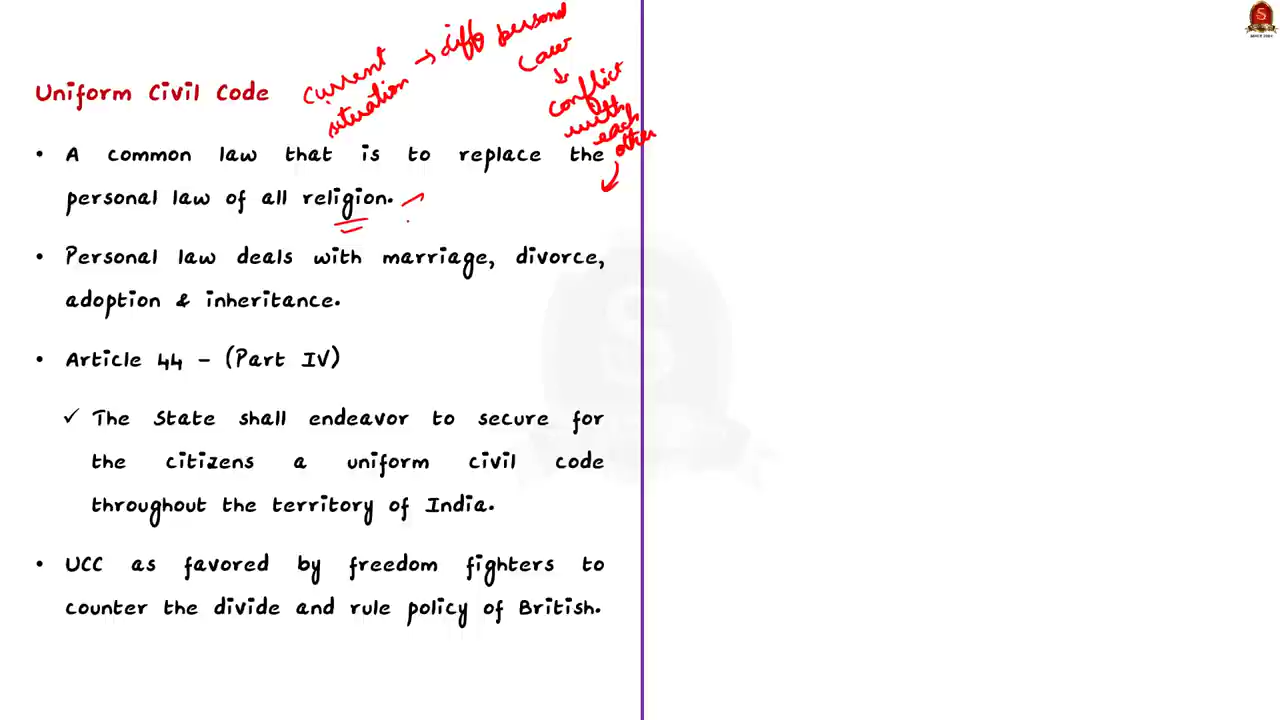 current
situation
→ diff personal
law
↓
conflict
with
each
other
Uniform Civil Code
• A common law that is to replace the
personal law of all religion.
• Personal law deals with marriage, divorce,
adoption & inheritance.
• Article 44 – (Part IV)
✓ The State shall endeavor to secure for
the citizens a uniform civil code
throughout the territory of India.
• UCC as favored by freedom fighters to
counter the divide and rule policy of British.
S